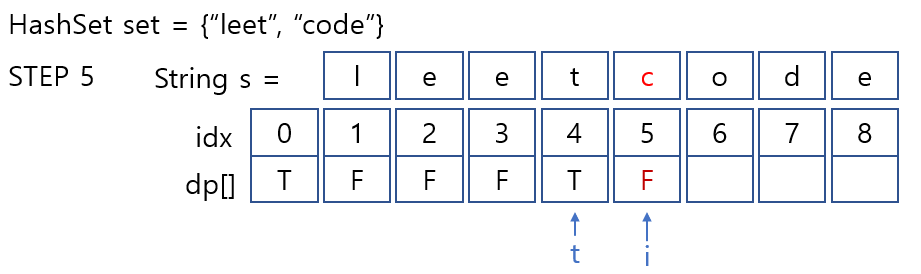 HashSet set = {“leet”, “code”}
STEP 5 String s = l e e t c o d e
idx 0 1 2 3 4 5 6 7 8
dp[] T F F F T F
t i